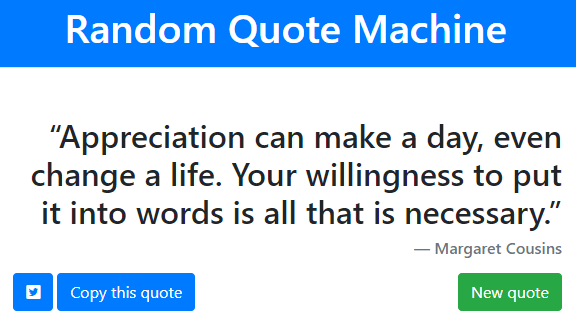 Random Quote Machine
“Appreciation can make a day, even
change a life. Your willingness to put
it into words is all that is necessary.”
— Margaret Cousins
Copy this quote
New quote